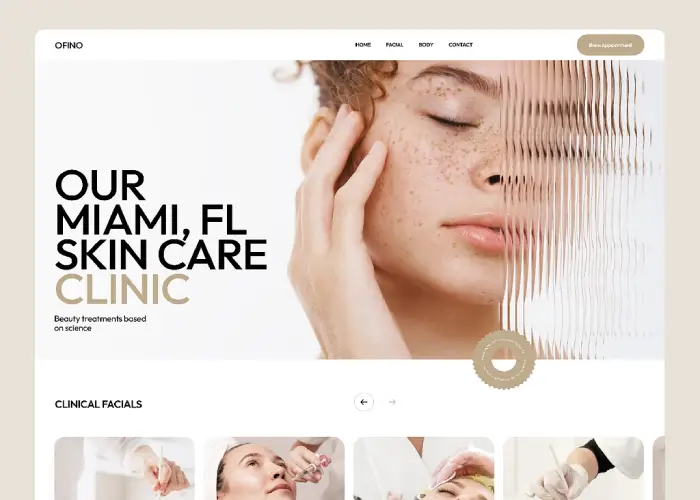 OFINO
HOME FACIAL BODY CONTACT
Book Appointment
OUR
MIAMI, FL
SKIN CARE
CLINIC
Beauty treatments based
on science
CLINICAL FACIALS